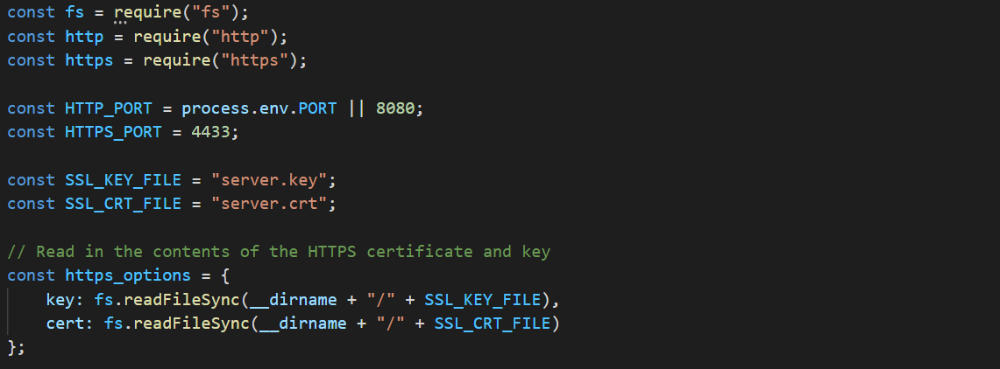 const fs = require("fs");
const http = require("http");
const https = require("https");

const HTTP_PORT = process.env.PORT || 8080;
const HTTPS_PORT = 4433;

const SSL_KEY_FILE = "server.key";
const SSL_CRT_FILE = "server.crt";

// Read in the contents of the HTTPS certificate and key
const https_options = {
    key: fs.readFileSync(__dirname + "/" + SSL_KEY_FILE),
    cert: fs.readFileSync(__dirname + "/" + SSL_CRT_FILE)
};